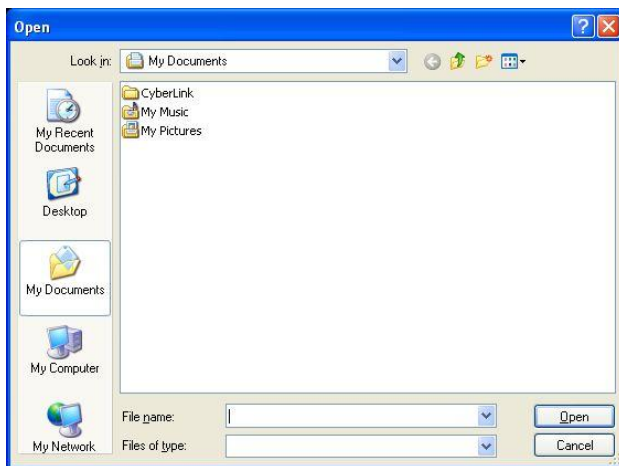 Open
Look in: My Documents
My Recent
Documents
Desktop
My Documents
My Computer
My Network
CyberLink
My Music
My Pictures
File name:
Open
Files of type:
Cancel